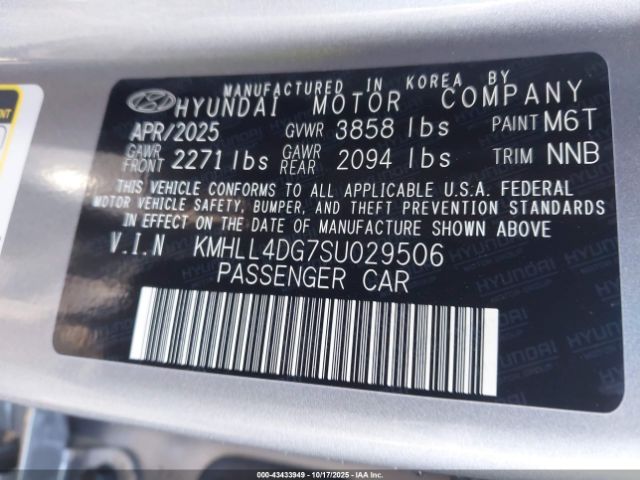 MANUFACTURED IN KOREA BY
HYUNDAI MOTOR COMPANY
APR/2025 GVWR 3858 lbs PAINT M6T
GAWR FRONT 2271 lbs GAWR REAR 2094 lbs TRIM NNB
THIS VEHICLE CONFORMS TO ALL APPLICABLE U.S.A. FEDERAL
MOTOR VEHICLE SAFETY, BUMPER, AND THEFT PREVENTION STANDARDS
IN EFFECT ON THE DATE OF MANUFACTURE SHOWN ABOVE
V.I.N KMHLL4DG7SU029506
PASSENGER CAR
000-43433949 - 10/17/2025 - IAA Inc.